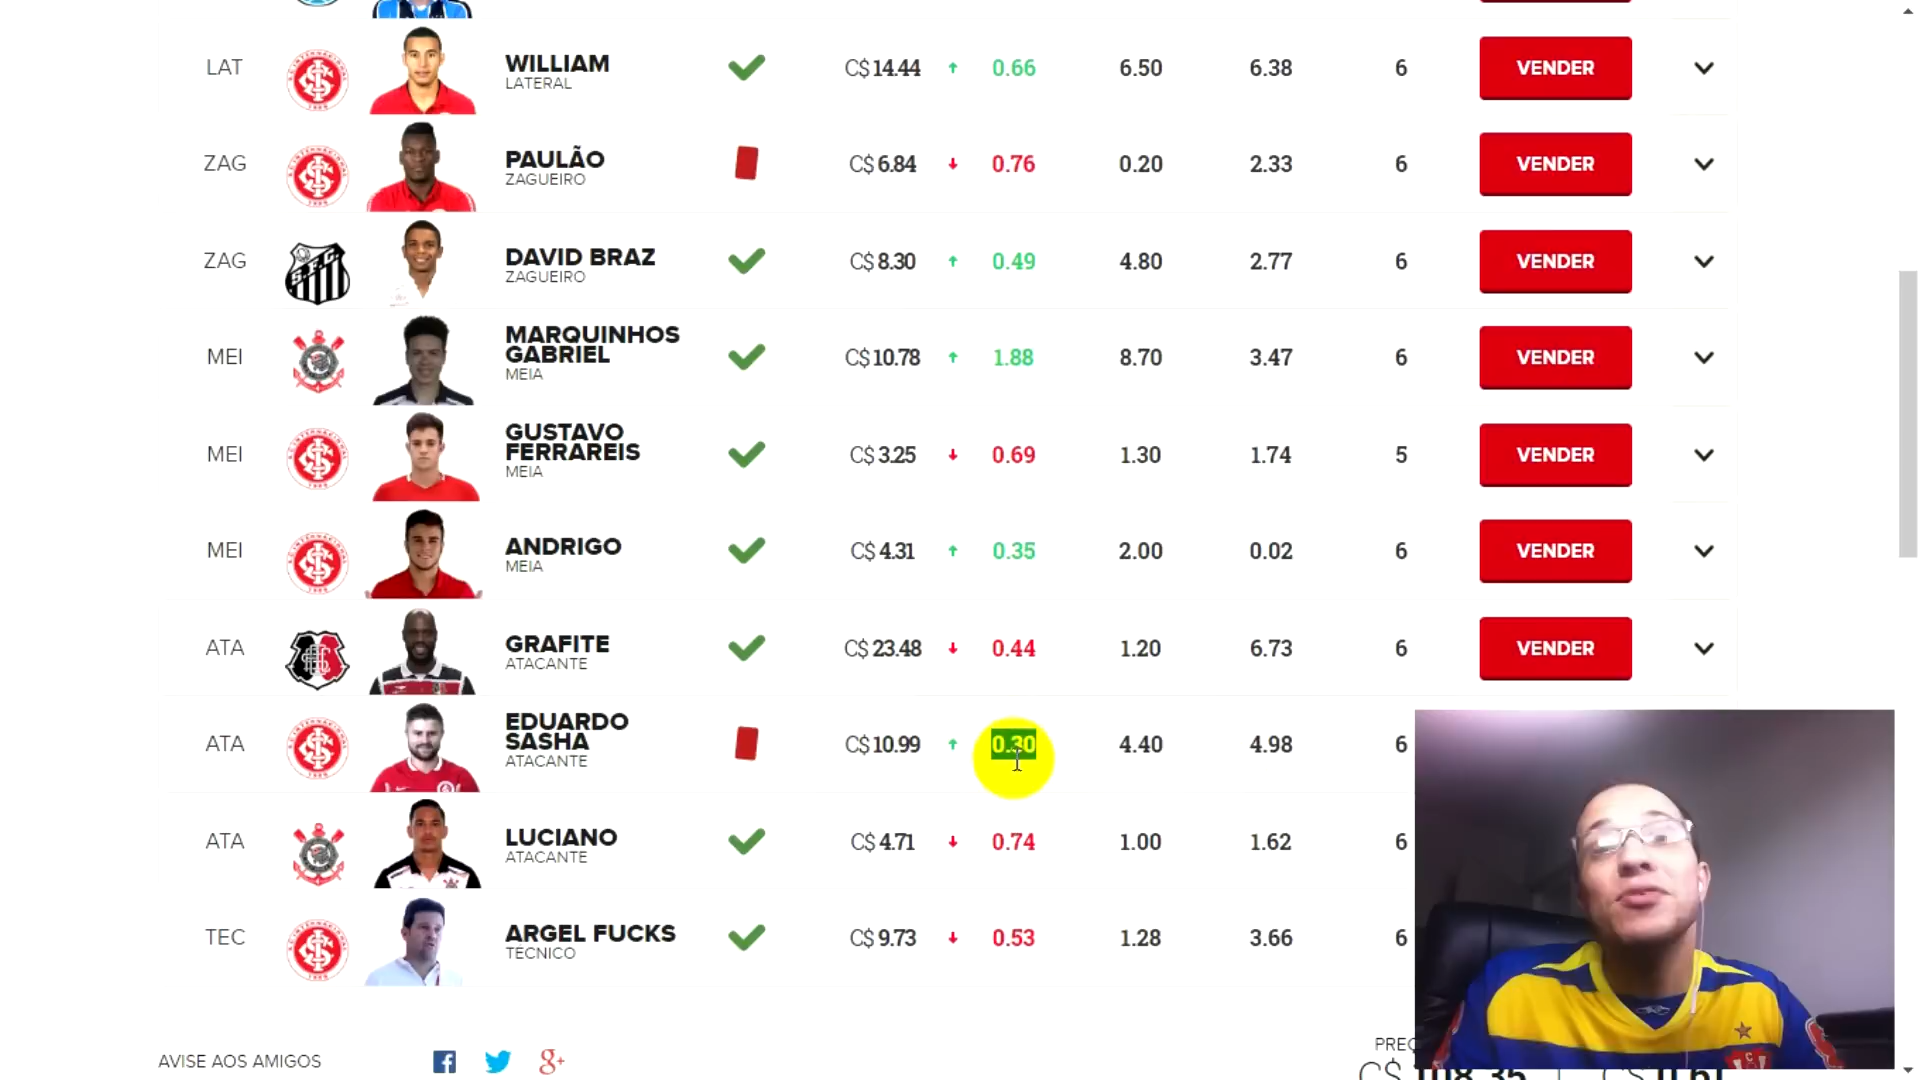 LAT WILLIAM C$ 14.44 0.66 6.50 6.38 6 VENDER
LATERAL
ZAG PAULÃO C$ 6.84 0.76 0.20 2.33 6 VENDER
ZAGUEIRO
ZAG DAVID BRAZ C$ 8.30 0.49 4.80 2.77 6 VENDER
ZAGUEIRO
MARQUINHOS
MEI GABRIEL C$ 10.78 1.88 8.70 3.47 6 VENDER
MEIA
GUSTAVO
MEI FERRAREIS C$ 3.25 0.69 1.30 1.74 5 VENDER
MEIA
MEI ANDRIGO C$ 4.31 0.35 2.00 0.02 6 VENDER
MEIA
ATA GRAFITE C$ 23.48 0.44 1.20 6.73 6 VENDER
ATACANTE
EDUARDO
ATA SASHA C$ 10.99 0.30 4.40 4.98 6
ATACANTE
ATA LUCIANO C$ 4.71 0.74 1.00 1.62 6
ATACANTE
TEC ARGEL FUCKS C$ 9.73 0.53 1.28 3.66 6
TECNICO
AVISE AOS AMIGOS